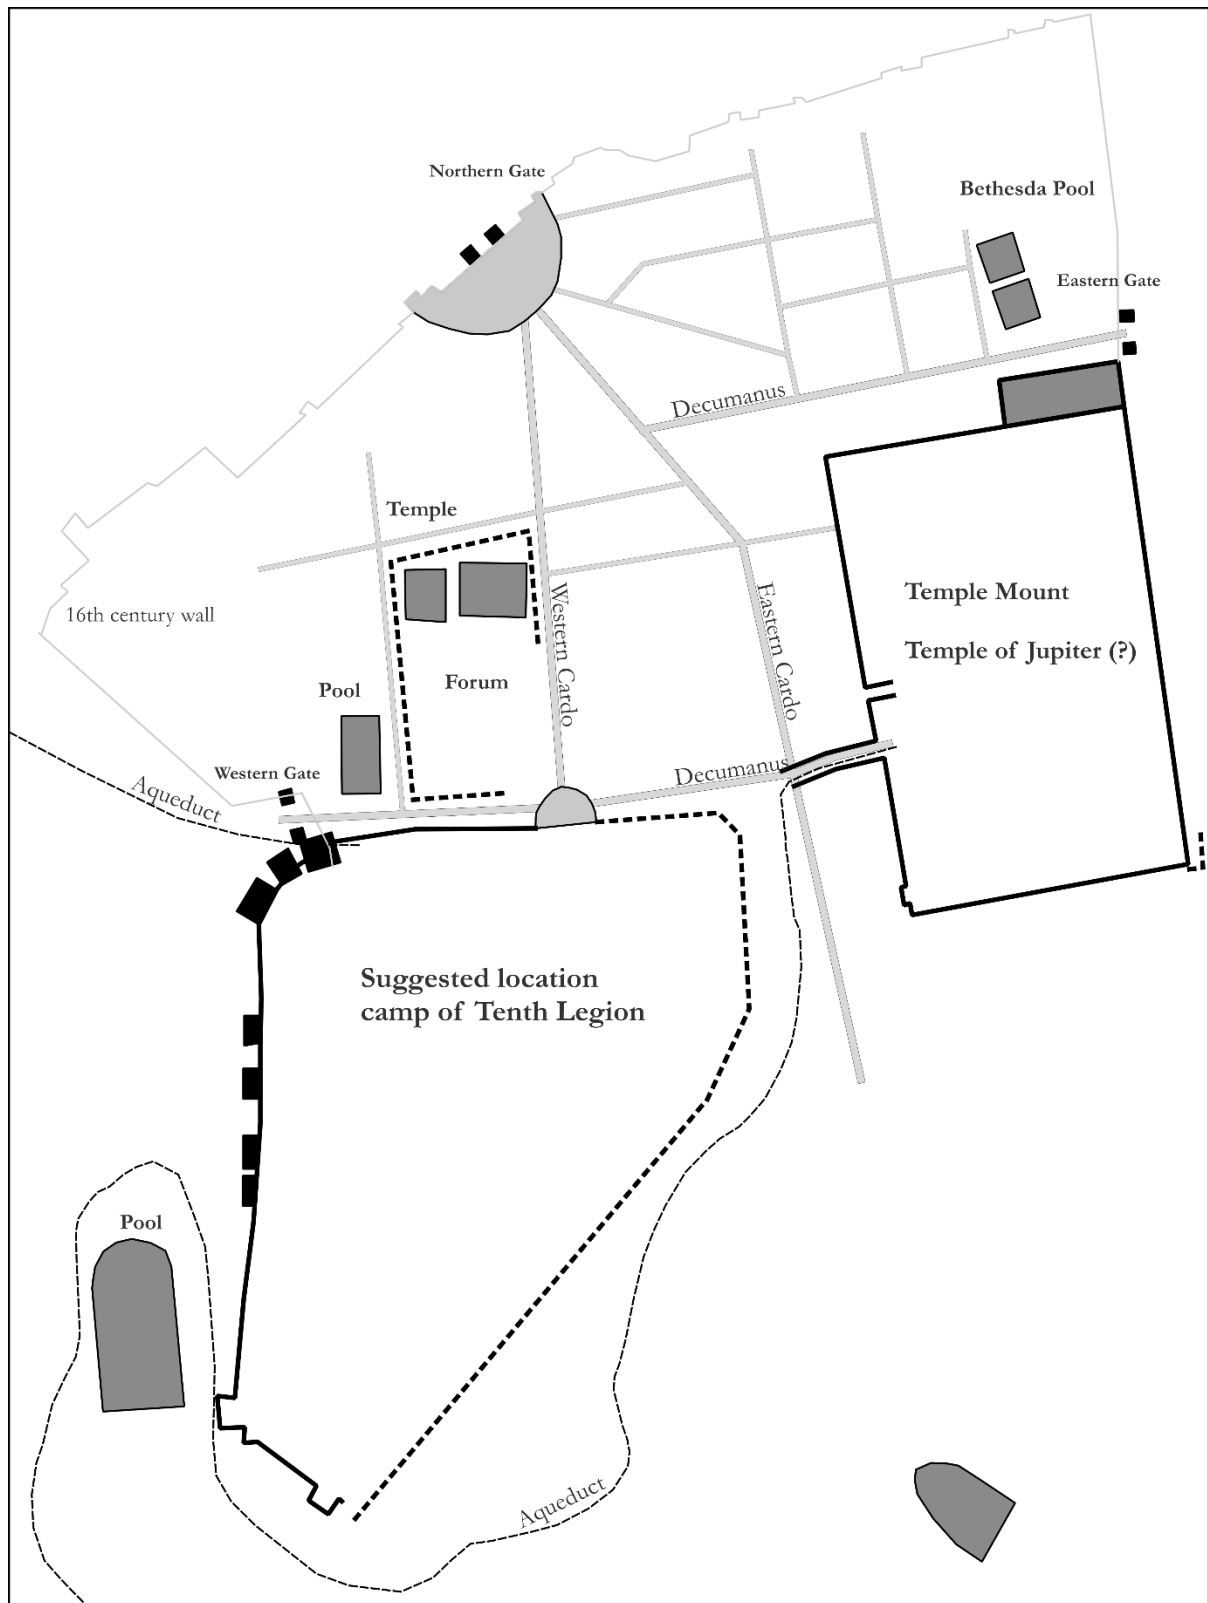 Northern Gate
Bethesda Pool
Eastern Gate
Decumanus
Temple
Temple Mount
Temple of Jupiter (?)
Western Cardo
Eastern Cardo
16th century wall
Forum
Pool
Western Gate
Aqueduct
Decumanus
Suggested location
camp of Tenth Legion
Pool
Aqueduct